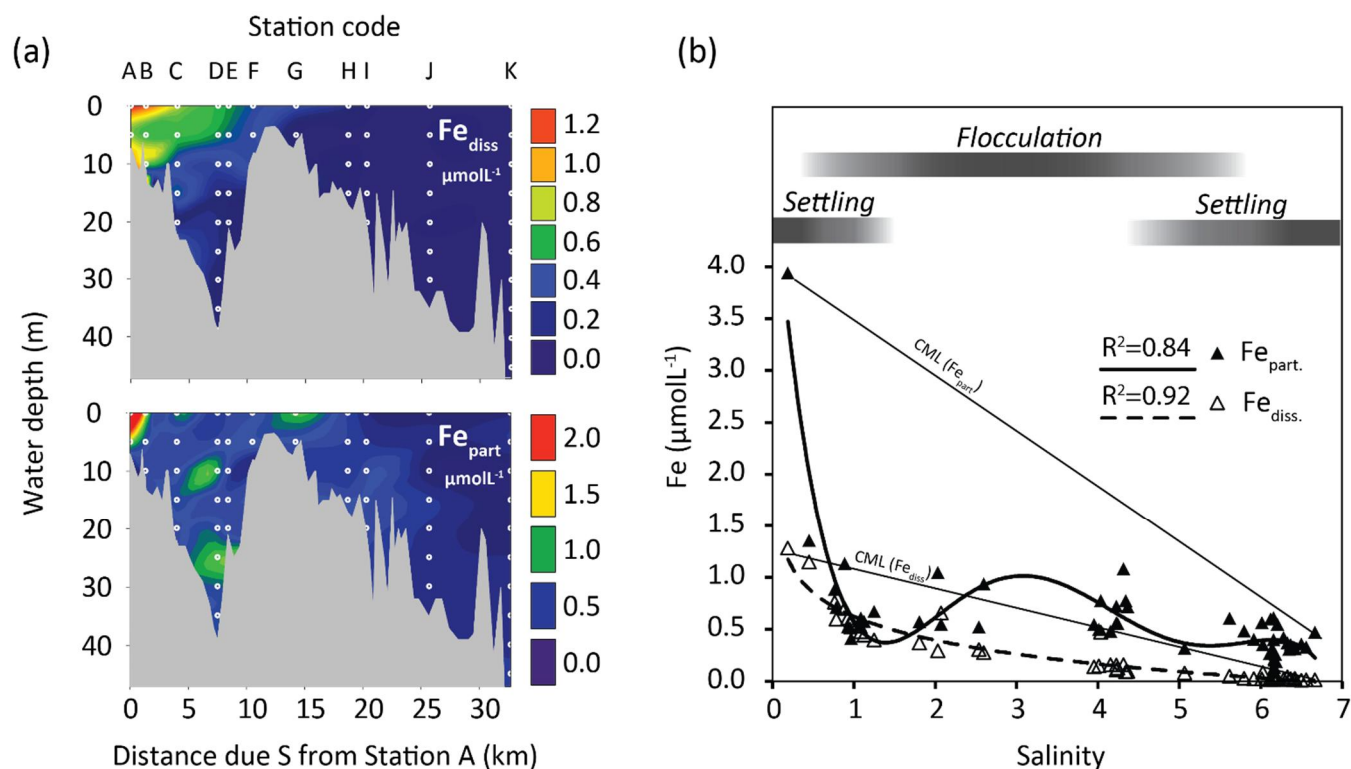 Station code
(a)
A B C D E F G H I J K
0
10
20
30
40
Fe_diss
µmolL⁻¹
1.2
1.0
0.8
0.6
0.4
0.2
0.0
0
10
20
30
40
Fe_part
µmolL⁻¹
2.0
1.5
1.0
0.5
0.0
Water depth (m)
0 5 10 15 20 25 30
Distance due S from Station A (km)
(b)
Flocculation
Settling Settling
4.0
3.5
3.0
2.5
2.0
1.5
1.0
0.5
0.0
Fe (µmolL⁻¹)
CML (Fe_part)
R²=0.84 Fe_part.
R²=0.92 Fe_diss.
CML (Fe_diss)
0 1 2 3 4 5 6 7
Salinity